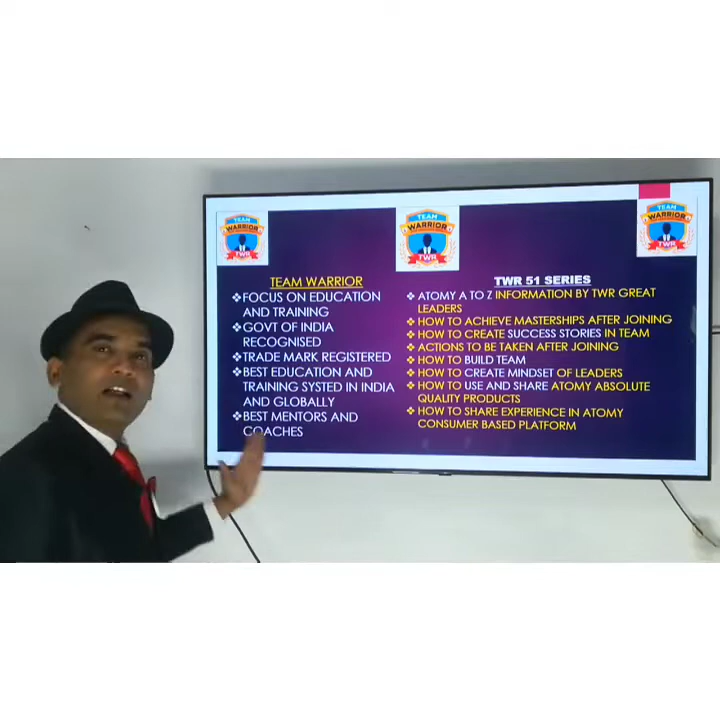 TEAM
WARRIOR
TWR
TEAM
WARRIOR
TWR
TEAM
WARRIOR
TWR
TEAM WARRIOR
❖FOCUS ON EDUCATION
AND TRAINING
❖GOVT OF INDIA
RECOGNISED
❖TRADE MARK REGISTERED
❖BEST EDUCATION AND
TRAINING SYSTED IN INDIA
AND GLOBALLY
❖BEST MENTORS AND
COACHES
TWR 51 SERIES
❖ ATOMY A TO Z INFORMATION BY TWR GREAT
LEADERS
❖ HOW TO ACHIEVE MASTERSHIPS AFTER JOINING
❖ HOW TO CREATE SUCCESS STORIES IN TEAM
❖ ACTIONS TO BE TAKEN AFTER JOINING
❖ HOW TO BUILD TEAM
❖ HOW TO CREATE MINDSET OF LEADERS
❖ HOW TO USE AND SHARE ATOMY ABSOLUTE
QUALITY PRODUCTS
❖ HOW TO SHARE EXPERIENCE IN ATOMY
CONSUMER BASED PLATFORM